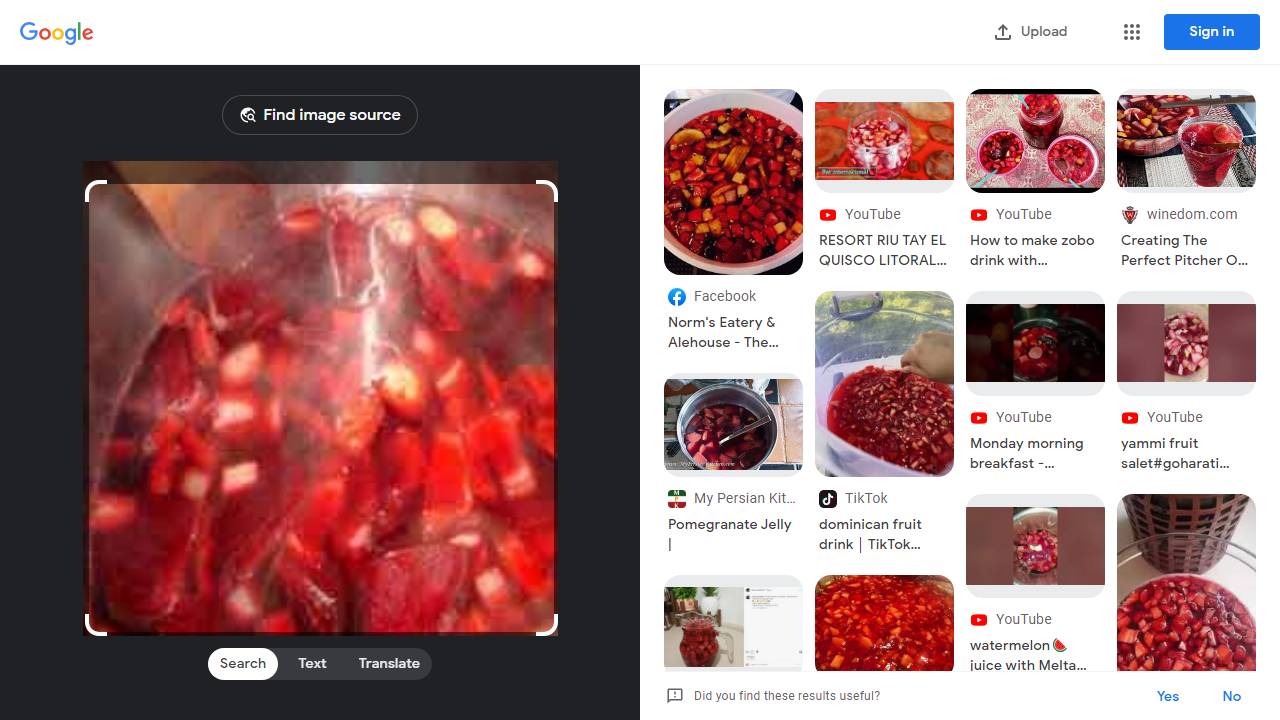 Google
Upload
Sign in
Find image source
Search
Text
Translate
Facebook
Norm's Eatery &
Alehouse - The...
My Persian Kit...
Pomegranate Jelly
|
YouTube
RESORT RIU TAY EL
QUISCO LITORAL...
TikTok
dominican fruit
drink | TikTok...
YouTube
How to make zobo
drink with...
YouTube
Monday morning
breakfast -...
YouTube
watermelon🍉
juice with Melta...
winedom.com
Creating The
Perfect Pitcher O...
YouTube
yammi fruit
salet#goharati...
Did you find these results useful?
Yes
No